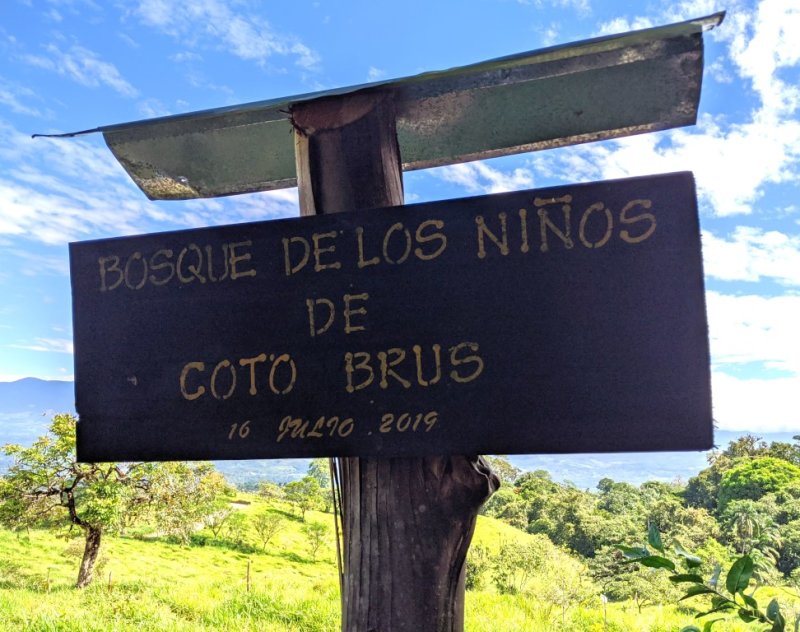 BOSQUE DE LOS NIÑOS
DE
COTO BRUS
16 JULIO 2019